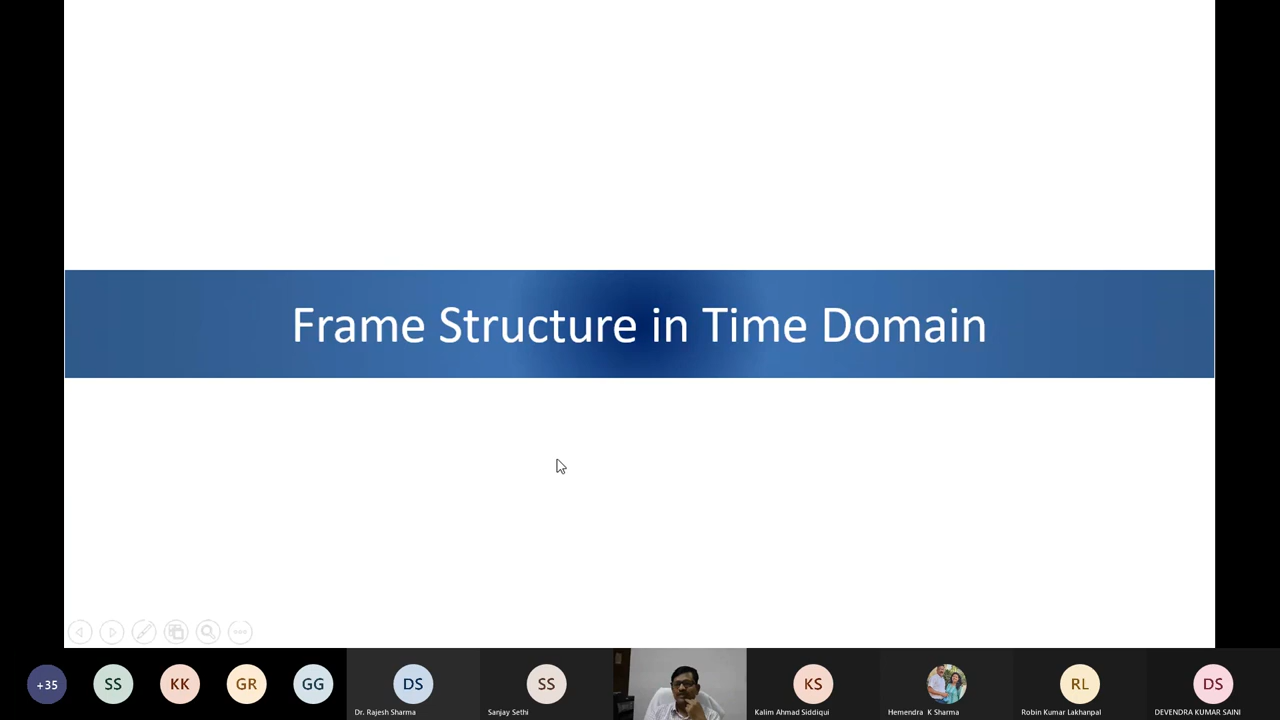 Frame Structure in Time Domain
+35
SS
KK
GR
GG
DS
SS
KS
RL
DS
Dr. Rajesh Sharma
Sanjay Sethi
Kalim Ahmad Siddiqui
Hemendra K Sharma
Robin Kumar Lakhanpal
DEVENDRA KUMAR SAINI